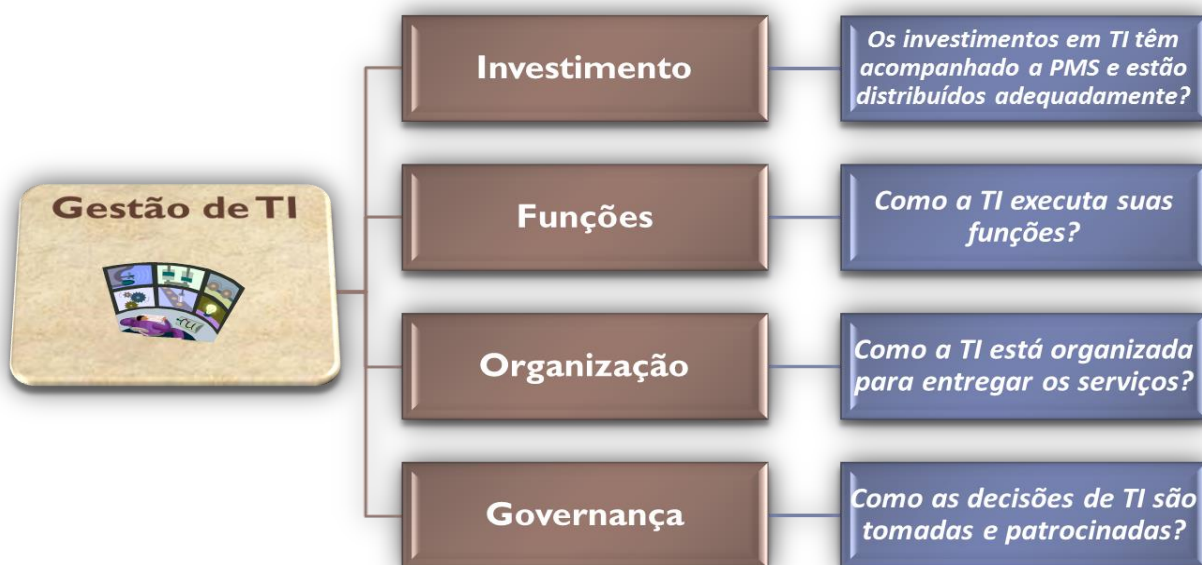 Gestão de TI
Investimento
Os investimentos em TI têm
acompanhado a PMS e estão
distribuídos adequadamente?
Funções
Como a TI executa suas
funções?
Organização
Como a TI está organizada
para entregar os serviços?
Governança
Como as decisões de TI são
tomadas e patrocinadas?